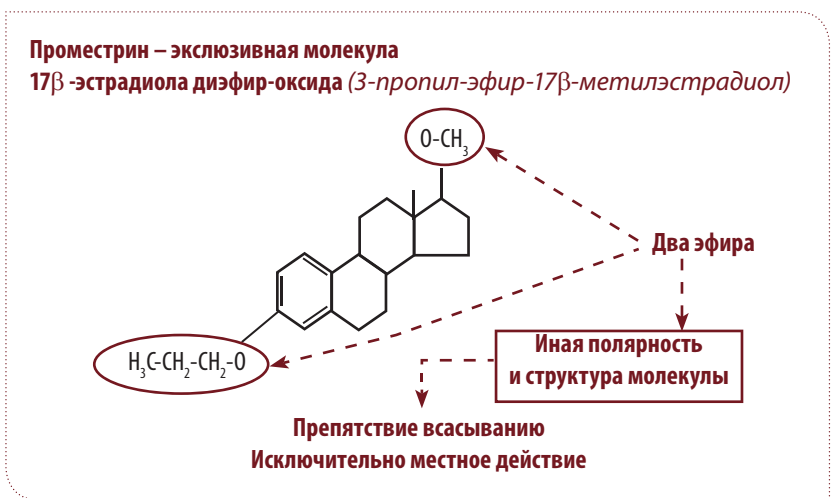 Проместрин – экслюзивная молекула
17β -эстрадиола диэфир-оксида (3-пропил-эфир-17β-метилэстрадиол)
O-CH₃
Два эфира
H₃C-CH₂-CH₂-O
Иная полярность
и структура молекулы
Препятствие всасыванию
Исключительно местное действие